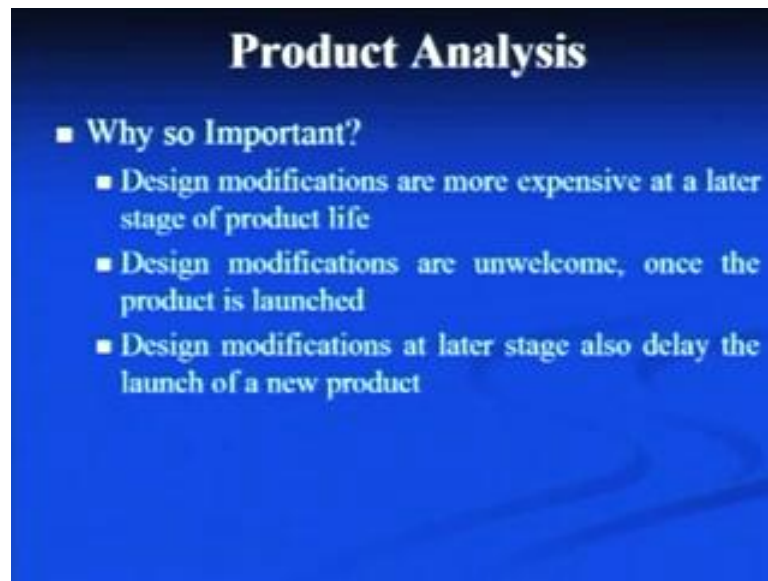 Product Analysis
Why so Important?
Design modifications are more expensive at a later
stage of product life
Design modifications are unwelcome, once the
product is launched
Design modifications at later stage also delay the
launch of a new product